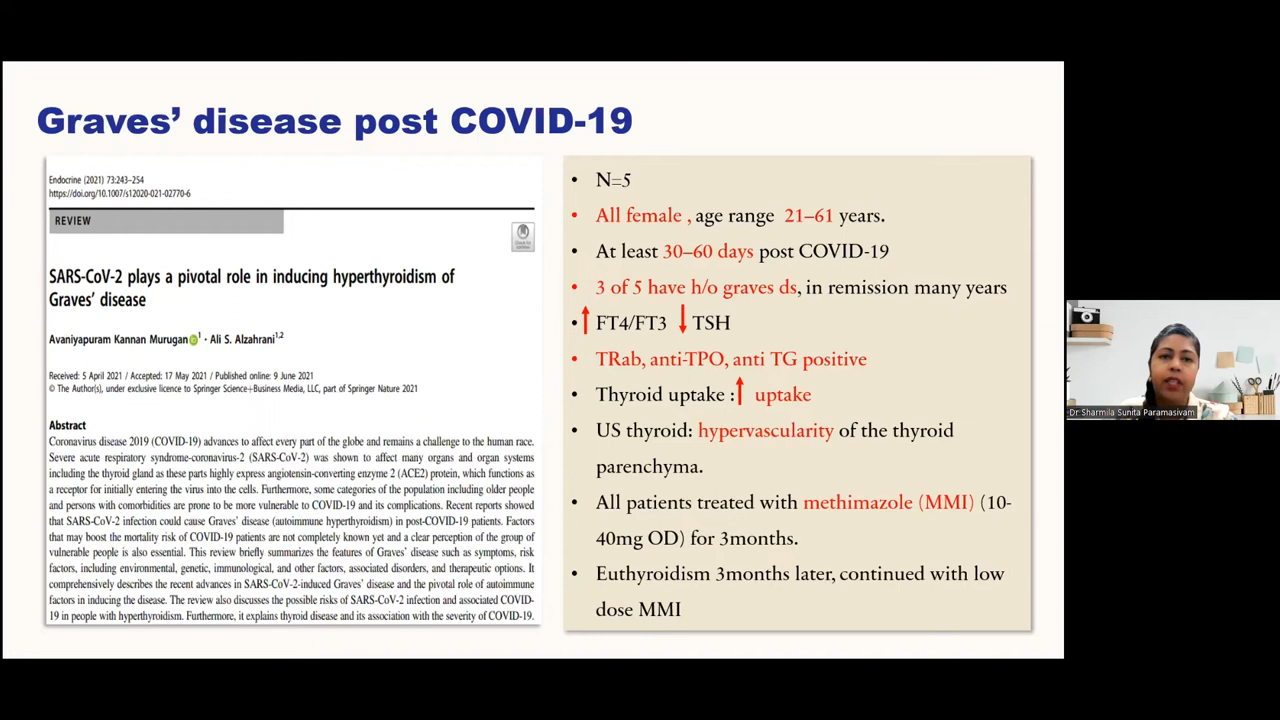 Graves’ disease post COVID-19
Endocrine (2021) 73:243–254
https://doi.org/10.1007/s12020-021-02770-6
REVIEW
SARS-CoV-2 plays a pivotal role in inducing hyperthyroidism of
Graves’ disease
Avaniyapuram Kannan Murugan 1 · Ali S. Alzahrani1,2
Received: 5 April 2021 / Accepted: 17 May 2021 / Published online: 9 June 2021
© The Author(s), under exclusive licence to Springer Science+Business Media, LLC, part of Springer Nature 2021
Abstract
Coronavirus disease 2019 (COVID-19) advances to affect every part of the globe and remains a challenge to the human race.
Severe acute respiratory syndrome-coronavirus-2 (SARS-CoV-2) was shown to affect many organs and organ systems
including the thyroid gland as these parts highly express angiotensin-converting enzyme 2 (ACE2) protein, which functions as
a receptor for initially entering the virus into the cells. Furthermore, some categories of the population including older people
and persons with comorbidities are prone to be more vulnerable to COVID-19 and its complications. Recent reports showed
that SARS-CoV-2 infection could cause Graves’ disease (autoimmune hyperthyroidism) in post-COVID-19 patients. Factors
that may boost the mortality risk of COVID-19 patients are not completely known yet and a clear perception of the group of
vulnerable people is also essential. This review briefly summarizes the features of Graves’ disease such as symptoms, risk
factors, including environmental, genetic, immunological, and other factors, associated disorders, and therapeutic options. It
comprehensively describes the recent advances in SARS-CoV-2-induced Graves’ disease and the pivotal role of autoimmune
factors in inducing the disease. The review also discusses the possible risks of SARS-CoV-2 infection and associated COVID-
19 in people with hyperthyroidism. Furthermore, it explains thyroid disease and its association with the severity of COVID-19.
• N=5
• All female , age range 21–61 years.
• At least 30–60 days post COVID-19
• 3 of 5 have h/o graves ds, in remission many years
• ↑ FT4/FT3 ↓ TSH
• TRab, anti-TPO, anti TG positive
• Thyroid uptake : ↑ uptake
• US thyroid: hypervascularity of the thyroid
parenchyma.
• All patients treated with methimazole (MMI) (10-
40mg OD) for 3months.
• Euthyroidism 3months later, continued with low
dose MMI
Dr Sharmila Sunita Paramasivam